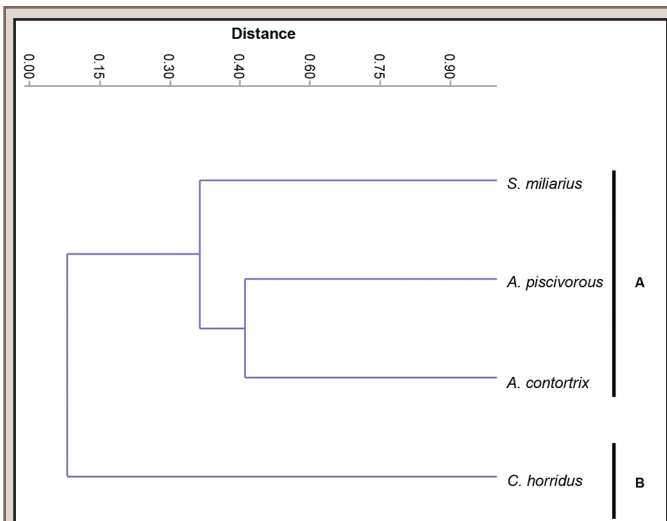 Distance
0.00 0.15 0.30 0.40 0.60 0.75 0.90
S. miliarius
A. piscivorous A
A. contortrix
C. horridus B